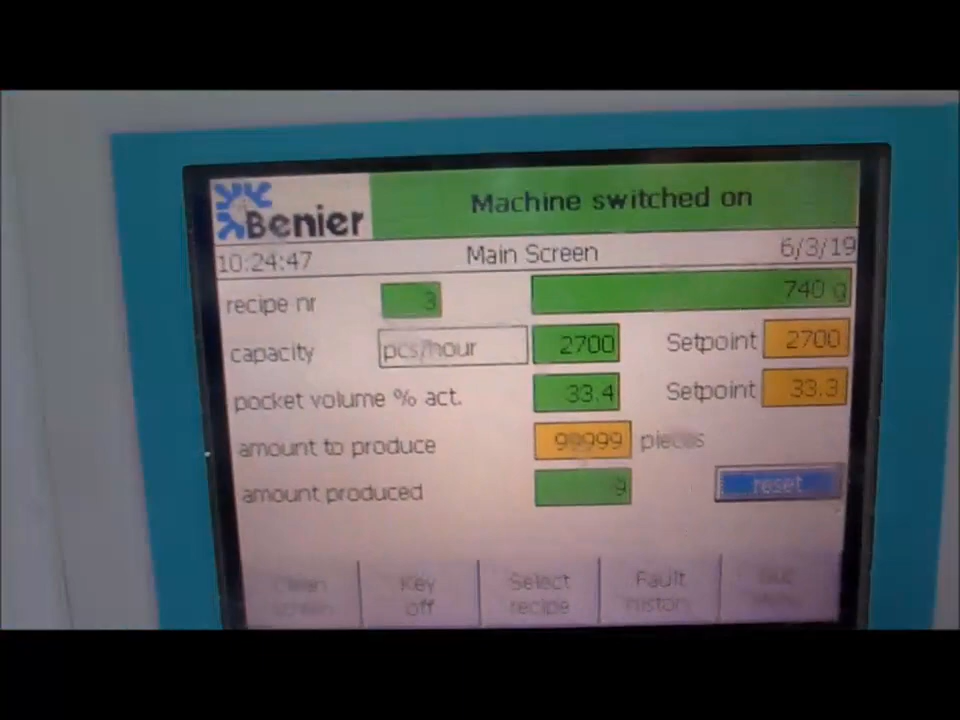 Benier
Machine switched on
10:24:47 Main Screen 6/3/19
recipe nr 3 740 g
capacity pcs/hour 2700 Setpoint 2700
pocket volume % act. 33.4 Setpoint 33.3
amount to produce 99999 pieces
amount produced 9
reset
Clean screen
Key off
Select recipe
Fault history